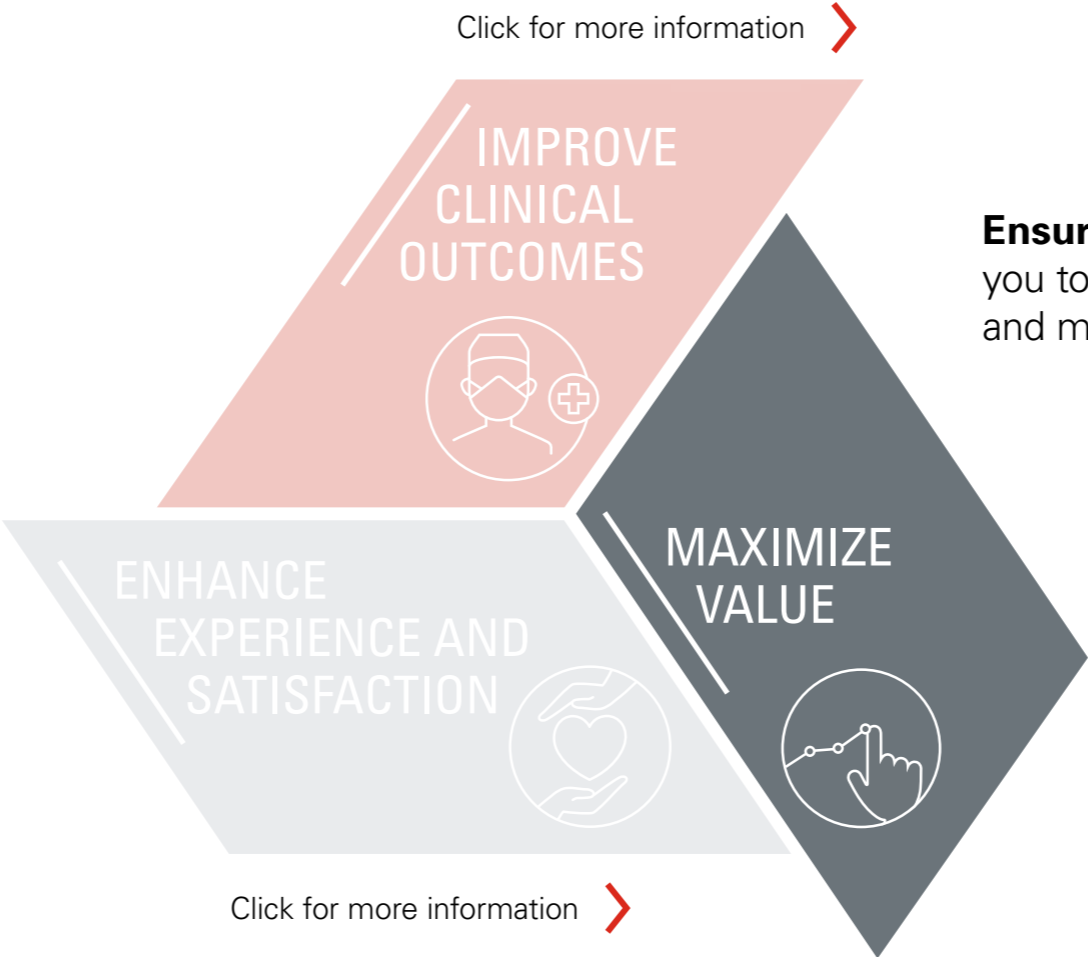 Click for more information
IMPROVE
CLINICAL
OUTCOMES
you to
and m
MAXIMIZE
VALUE
ENHANCE
EXPERIENCE AND
SATISFACTION
Click for more information